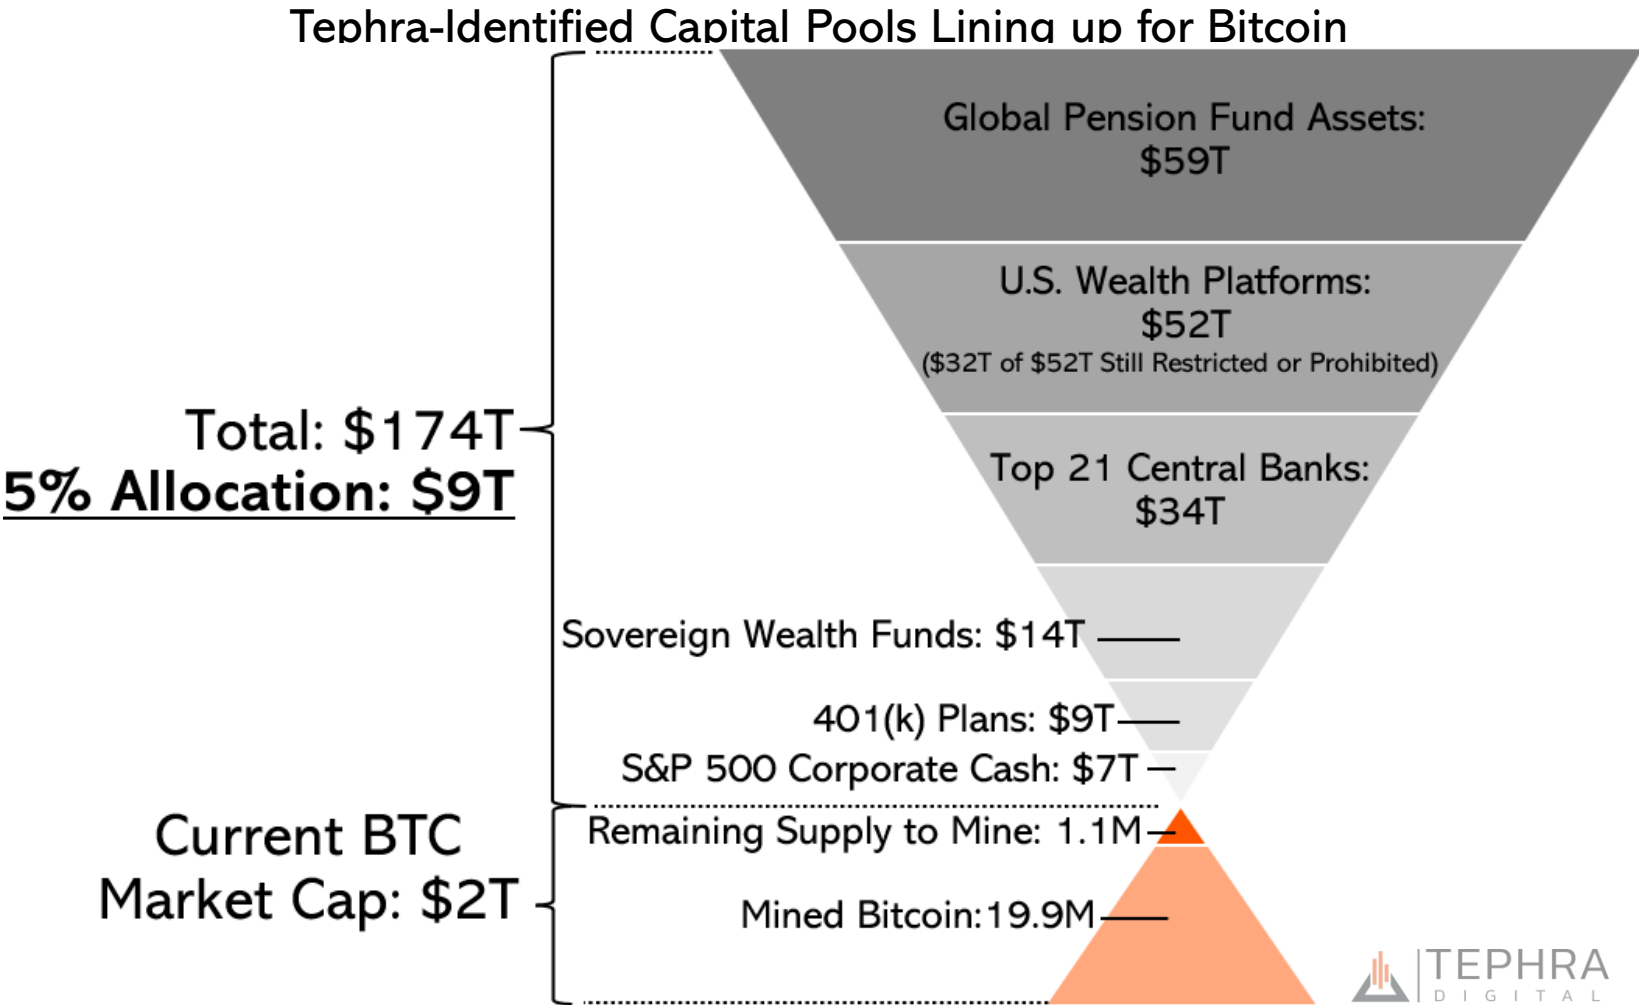 Tephra-Identified Capital Pools Lining up for Bitcoin
Global Pension Fund Assets:
$59T
U.S. Wealth Platforms:
$52T
($32T of $52T Still Restricted or Prohibited)
Total: $174T
5% Allocation: $9T
Top 21 Central Banks:
$34T
Sovereign Wealth Funds: $14T
401(k) Plans: $9T
S&P 500 Corporate Cash: $7T
Current BTC
Market Cap: $2T
Remaining Supply to Mine: 1.1M
Mined Bitcoin:19.9M
TEPHRA
DIGITAL